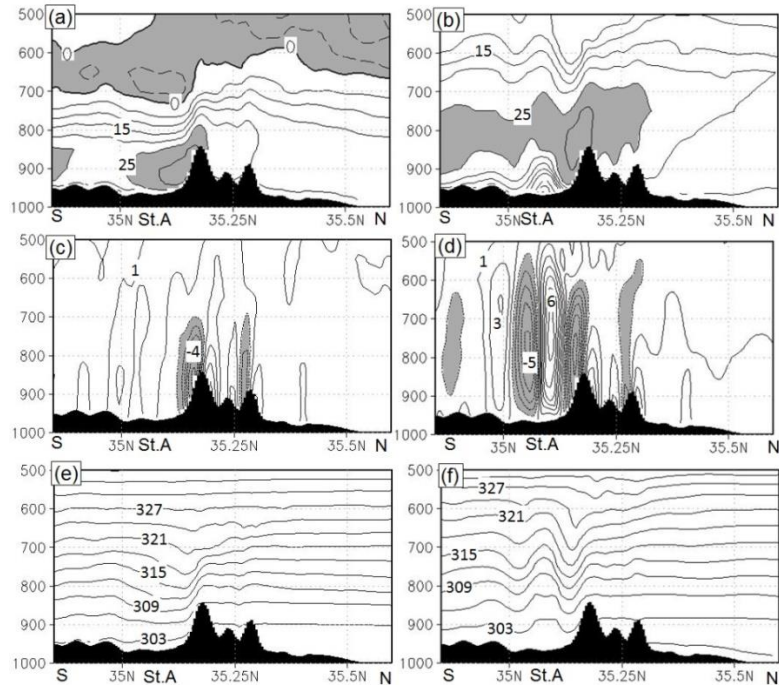 (a)
500
600
700
800
900
1000
0
0
0
15
25
S
35N
St.A
35.25N
35.5N
N
(b)
500
600
700
800
900
1000
15
25
S
35N
St.A
35.25N
35.5N
N
(c)
500
600
700
800
900
1000
1
-4
S
35N
St.A
35.25N
35.5N
N
(d)
500
600
700
800
900
1000
1
3
-5
6
S
35N
St.A
35.25N
35.5N
N
(e)
500
600
700
800
900
1000
327
321
315
309
303
S
35N
St.A
35.25N
35.5N
N
(f)
500
600
700
800
900
1000
327
321
315
309
303
S
35N
St.A
35.25N
35.5N
N